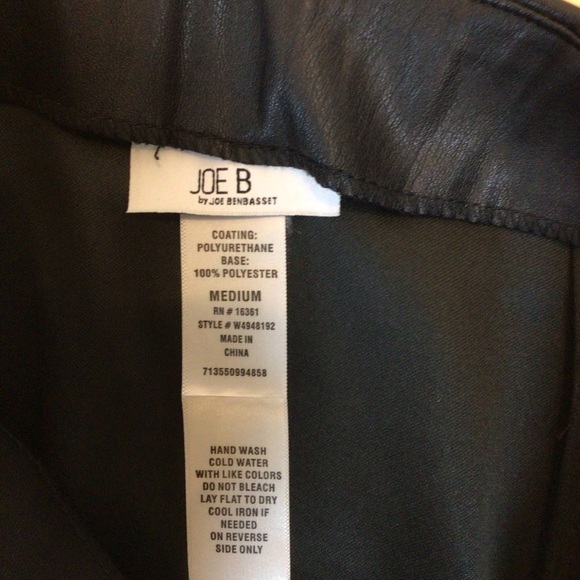 JOE B
by JOE BENBASSET
COATING:
POLYURETHANE
BASE:
100% POLYESTER
MEDIUM
RN # 16361
STYLE # W4948192
MADE IN
CHINA
713550994858
HAND WASH
COLD WATER
WITH LIKE COLORS
DO NOT BLEACH
LAY FLAT TO DRY
COOL IRON IF
NEEDED
ON REVERSE
SIDE ONLY